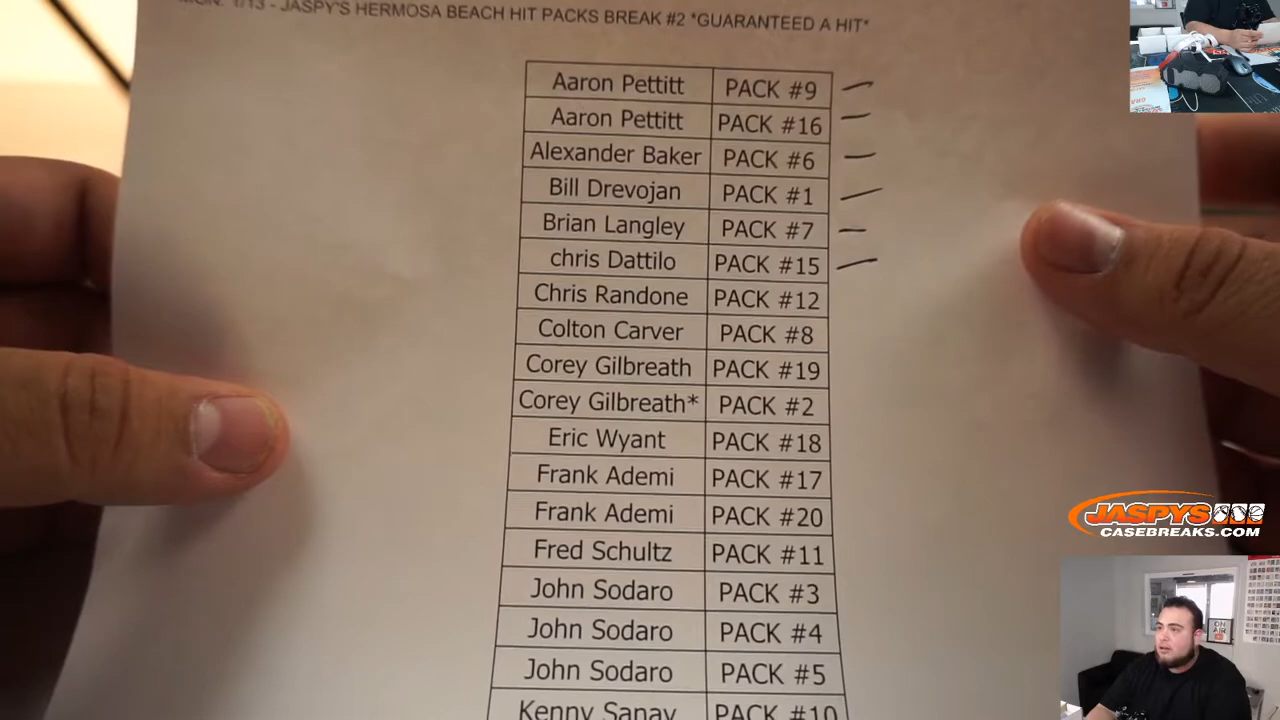 1/13 - JASPY'S HERMOSA BEACH HIT PACKS BREAK #2 *GUARANTEED A HIT*
Aaron Pettitt PACK #9
Aaron Pettitt PACK #16
Alexander Baker PACK #6
Bill Drevojan PACK #1
Brian Langley PACK #7
chris Dattilo PACK #15
Chris Randone PACK #12
Colton Carver PACK #8
Corey Gilbreath PACK #19
Corey Gilbreath* PACK #2
Eric Wyant PACK #18
Frank Ademi PACK #17
Frank Ademi PACK #20
Fred Schultz PACK #11
John Sodaro PACK #3
John Sodaro PACK #4
John Sodaro PACK #5
Kenny Sanay PACK #10
JASPYS
CASEBREAKS.COM
ON
AIR